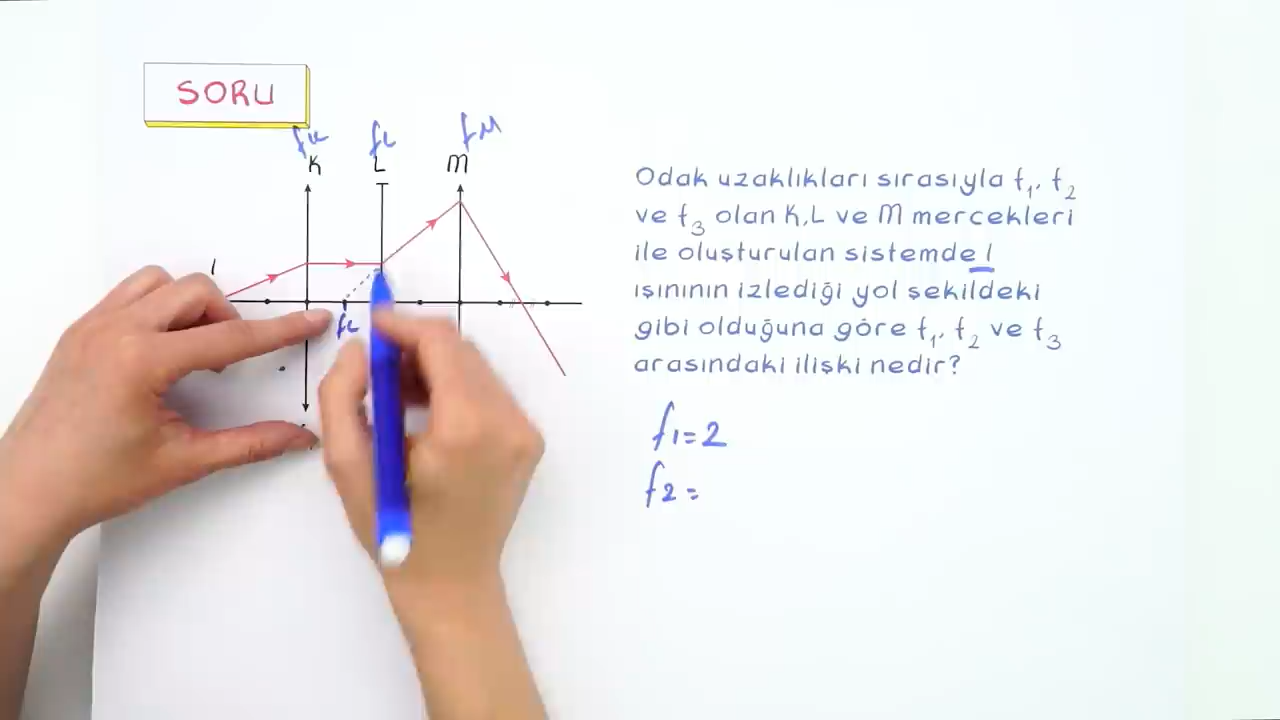 SORU
fK fL fM
K L M
I
fL
Odak uzaklıkları sırasıyla f₁, f₂
ve f₃ olan K,L ve M mercekleri
ile oluşturulan sistemde I
ışınının izlediği yol şekildeki
gibi olduğuna göre f₁, f₂ ve f₃
arasındaki ilişki nedir?
f1=2
f2=